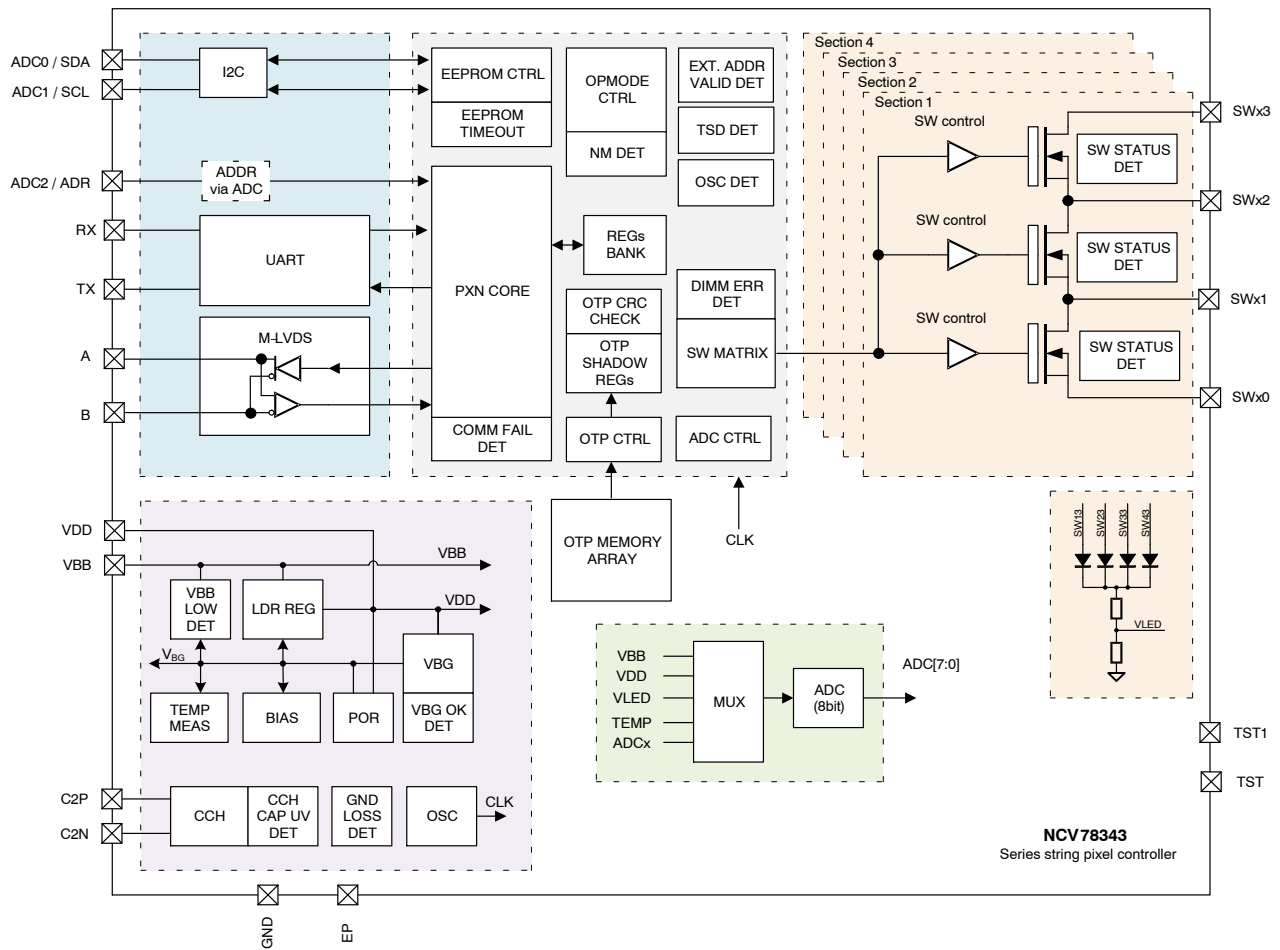 ADC0 / SDA
ADC1 / SCL
ADC2 / ADR
RX
TX
A
B
I2C
ADDR
via ADC
UART
M-LVDS
EEPROM CTRL
EEPROM
TIMEOUT
OPMODE
CTRL
NM DET
EXT. ADDR
VALID DET
TSD DET
OSC DET
PXN CORE
COMM FAIL
DET
REGs
BANK
OTP CRC
CHECK
OTP
SHADOW
REGs
OTP CTRL
DIMM ERR
DET
SW MATRIX
ADC CTRL
OTP MEMORY
ARRAY
CLK
Section 4
Section 3
Section 2
Section 1
SW control
SW STATUS
DET
SW control
SW STATUS
DET
SW control
SW STATUS
DET
SWx3
SWx2
SWx1
SWx0
VDD
VBB
VBB
VDD
VBB
LOW
DET
LDR REG
VBG
VBG
VBG OK
DET
TEMP
MEAS
BIAS
POR
C2P
C2N
CCH
CCH
CAP UV
DET
GND
LOSS
DET
OSC
CLK
GND
EP
VBB
VDD
VLED
TEMP
ADCx
MUX
ADC
(8bit)
ADC[7:0]
SW13
SW23
SW33
SW43
VLED
TST1
TST
NCV78343
Series string pixel controller